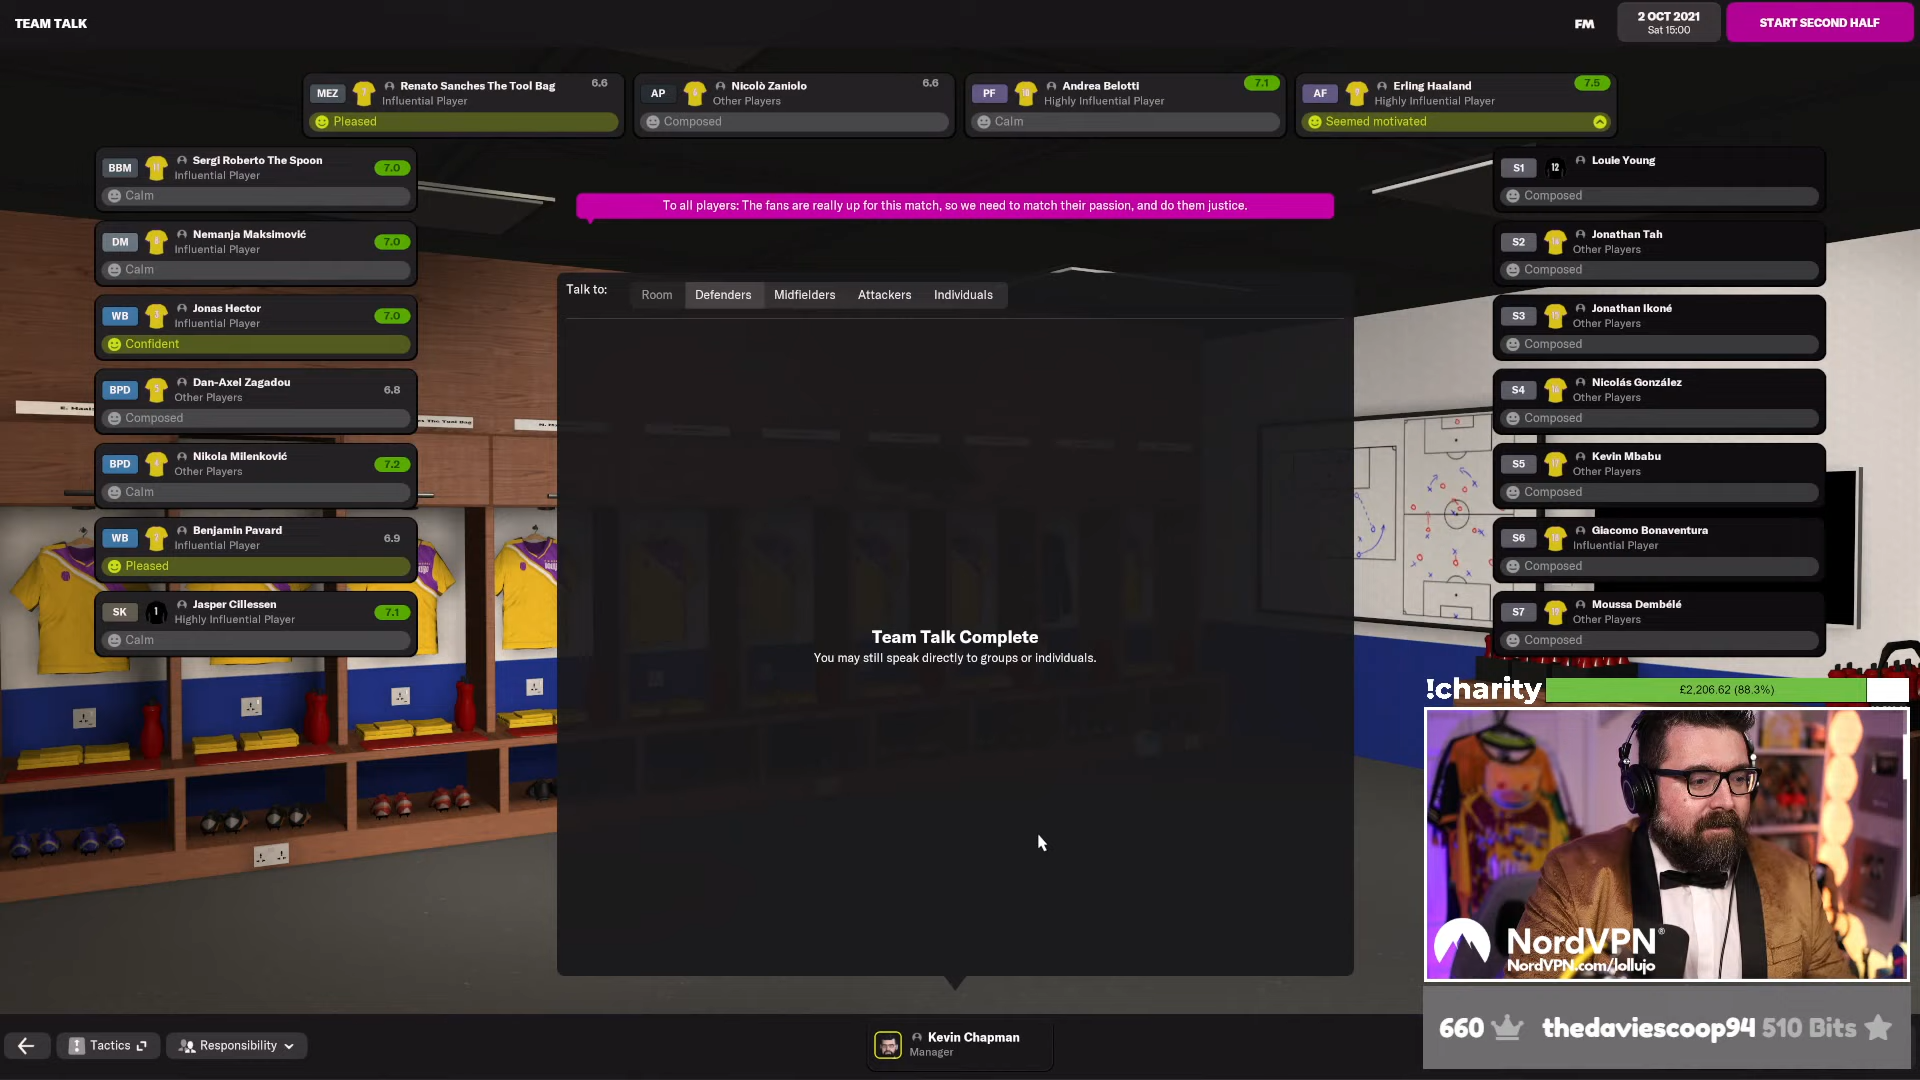 TEAM TALK
FM
2 OCT 2021
Sat 15:00
START SECOND HALF
MEZ
Renato Sanches The Tool Bag
6.6
Influential Player
Pleased
AP
Nicolò Zaniolo
6.6
Other Players
Composed
PF
Andrea Belotti
7.1
Highly Influential Player
Calm
AF
Erling Haaland
7.5
Highly Influential Player
Seemed motivated
BBM
Sergi Roberto The Spoon
Influential Player
7.0
Calm
DM
Nemanja Maksimović
Influential Player
7.0
Calm
WB
Jonas Hector
Influential Player
7.0
Confident
BPD
Dan-Axel Zagadou
Other Players
6.8
Composed
BPD
Nikola Milenković
Other Players
7.2
Calm
WB
Benjamin Pavard
Influential Player
6.9
Pleased
SK
1
Jasper Cillessen
Highly Influential Player
7.1
Calm
To all players: The fans are really up for this match, so we need to match their passion, and do them justice.
Talk to:
Room
Defenders
Midfielders
Attackers
Individuals
Team Talk Complete
You may still speak directly to groups or individuals.
S1
12
Louie Young
Composed
S2
Jonathan Tah
Other Players
Composed
S3
Jonathan Ikoné
Other Players
Composed
S4
Nicolás González
Other Players
Composed
S5
Kevin Mbabu
Other Players
Composed
S6
Giacomo Bonaventura
Influential Player
Composed
S7
Moussa Dembélé
Other Players
Composed
!charity
£2,206.62 (88.3%)
NordVPN®
NordVPN.com/lollujo
660
thedaviescoop94 510 Bits
Tactics
Responsibility
Kevin Chapman
Manager